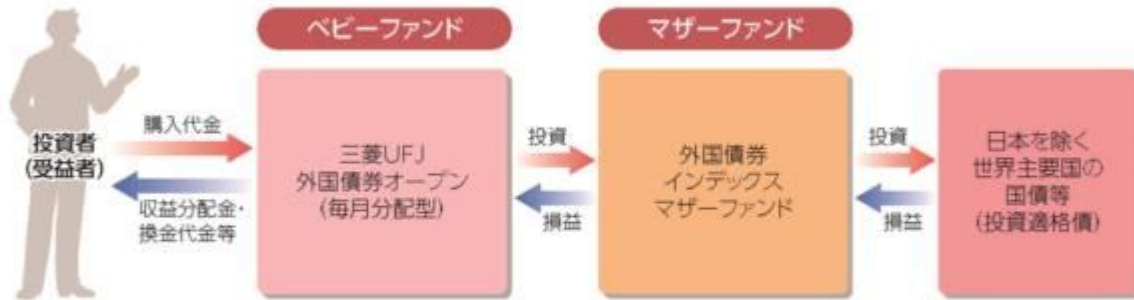 ベビーファンド
マザーファンド
投資者
(受益者)
購入代金
収益分配金・
換金代金等
三菱UFJ
外国債券オープン
(毎月分配型)
投資
損益
外国債券
インデックス
マザーファンド
投資
損益
日本を除く
世界主要国の
国債等
(投資適格債)